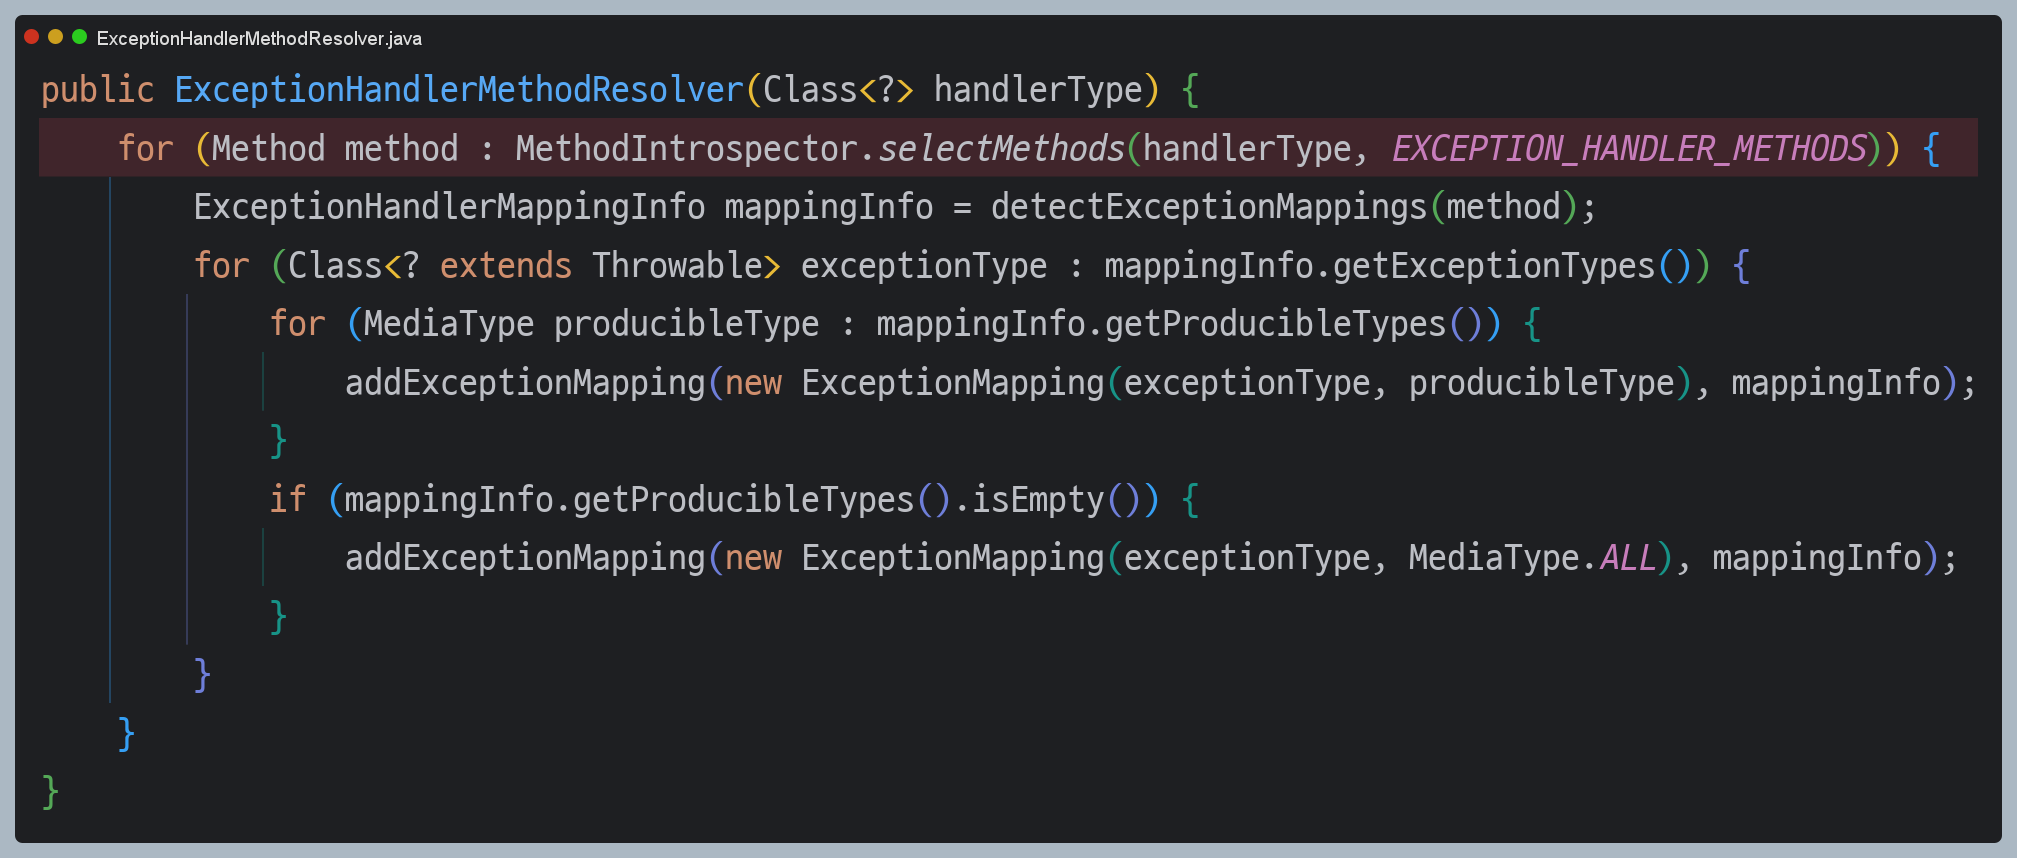 ExceptionHandlerMethodResolver.java
public ExceptionHandlerMethodResolver(Class<?> handlerType) {
    for (Method method : MethodIntrospector.selectMethods(handlerType, EXCEPTION_HANDLER_METHODS)) {
        ExceptionHandlerMappingInfo mappingInfo = detectExceptionMappings(method);
        for (Class<? extends Throwable> exceptionType : mappingInfo.getExceptionTypes()) {
            for (MediaType producibleType : mappingInfo.getProducibleTypes()) {
                addExceptionMapping(new ExceptionMapping(exceptionType, producibleType), mappingInfo);
            }
            if (mappingInfo.getProducibleTypes().isEmpty()) {
                addExceptionMapping(new ExceptionMapping(exceptionType, MediaType.ALL), mappingInfo);
            }
        }
    }
}